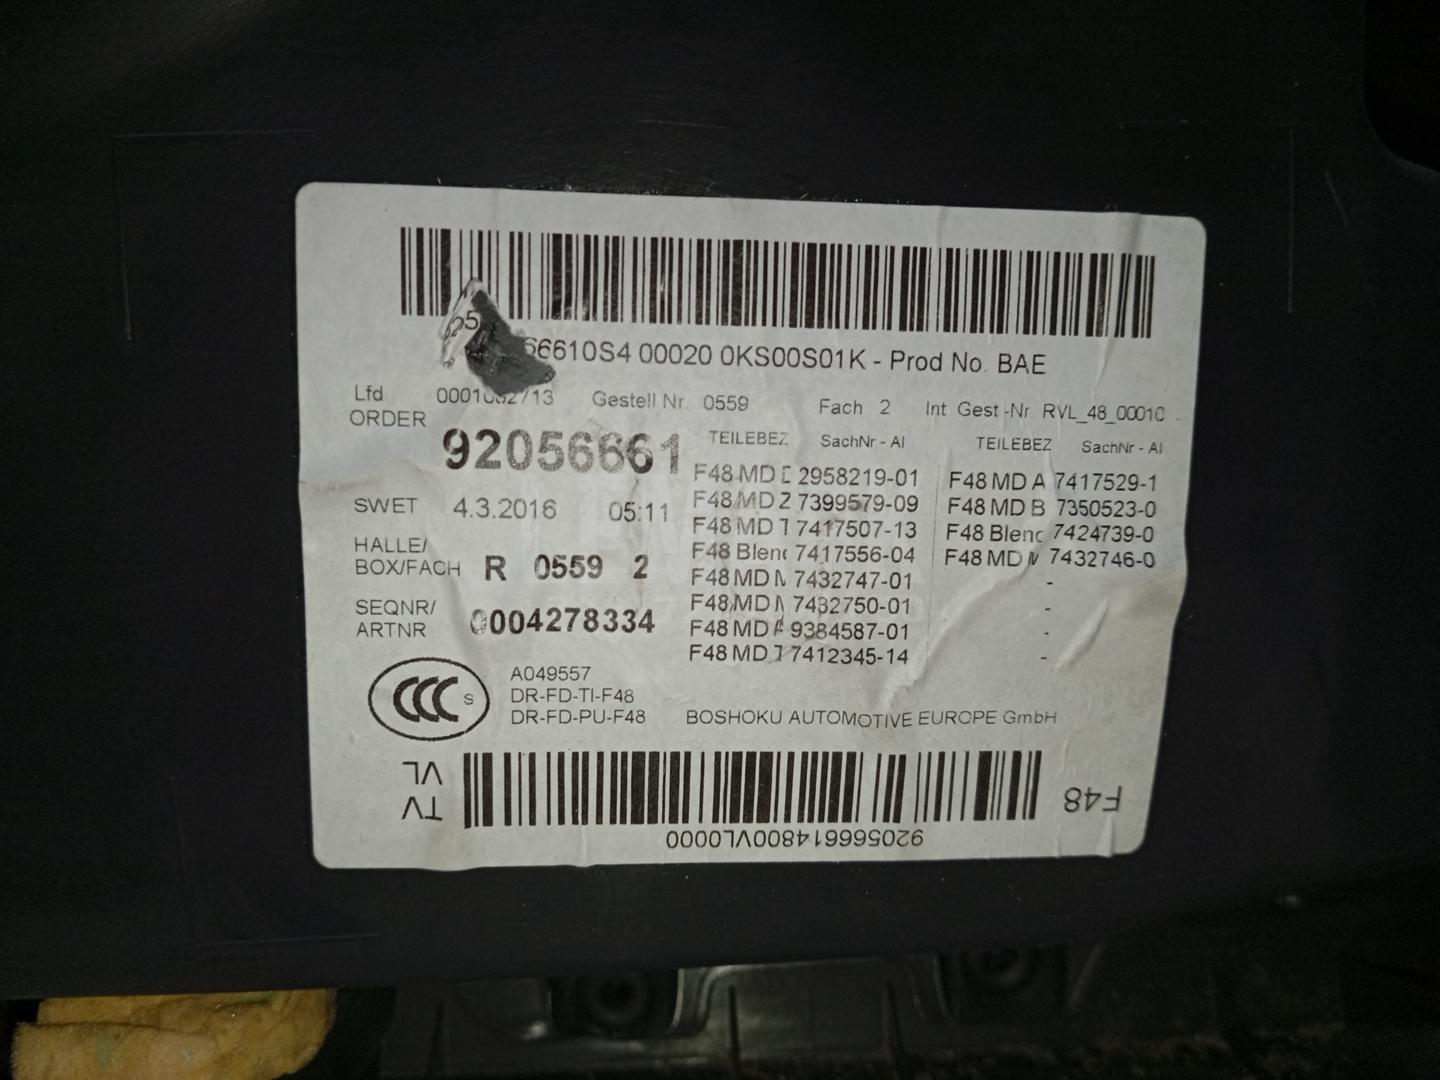 66610S4 00020 0KS00S01K - Prod No. BAE
Lfd Gestell Nr. 0559 Fach 2 Int Gest.-Nr. RVL_48_00010
ORDER 92056661
TEILEBEZ SachNr - AI TEILEBEZ SachNr - AI
F48 MD 2958219-01 F48 MD A 7417529-1
F48 MD Z 7399579-09 F48 MD B 7350523-0
F48 MD T 7417507-13 F48 Blenc 7424739-0
F48 Blenc 7417556-04 F48 MD M 7432746-0
F48 MD 7432747-01 -
F48 MD 7432750-01 -
F48 MD A 9384587-01 -
F48 MD T 7412345-14 -
SWET 4.3.2016 05:11
HALLE/
BOX/FACH R 0559 2
SEQNR/
ARTNR 0004278334
CCC S
A049557
DR-FD-TI-F48
DR-FD-PU-F48
BOSHOKU AUTOMOTIVE EUROPE GmbH
F48
TV
VL
920566614800VL0000